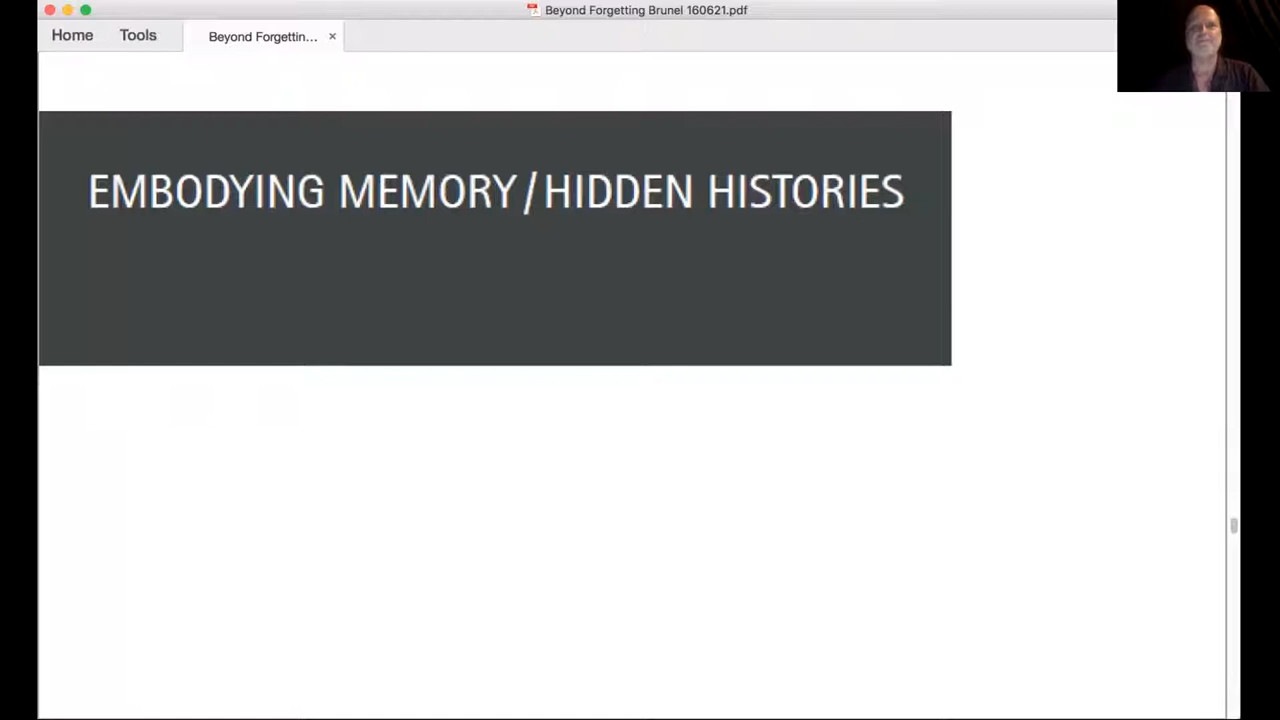 Beyond Forgetting Brunel 160621.pdf
Home Tools Beyond Forgettin... ×
EMBODYING MEMORY/HIDDEN HISTORIES